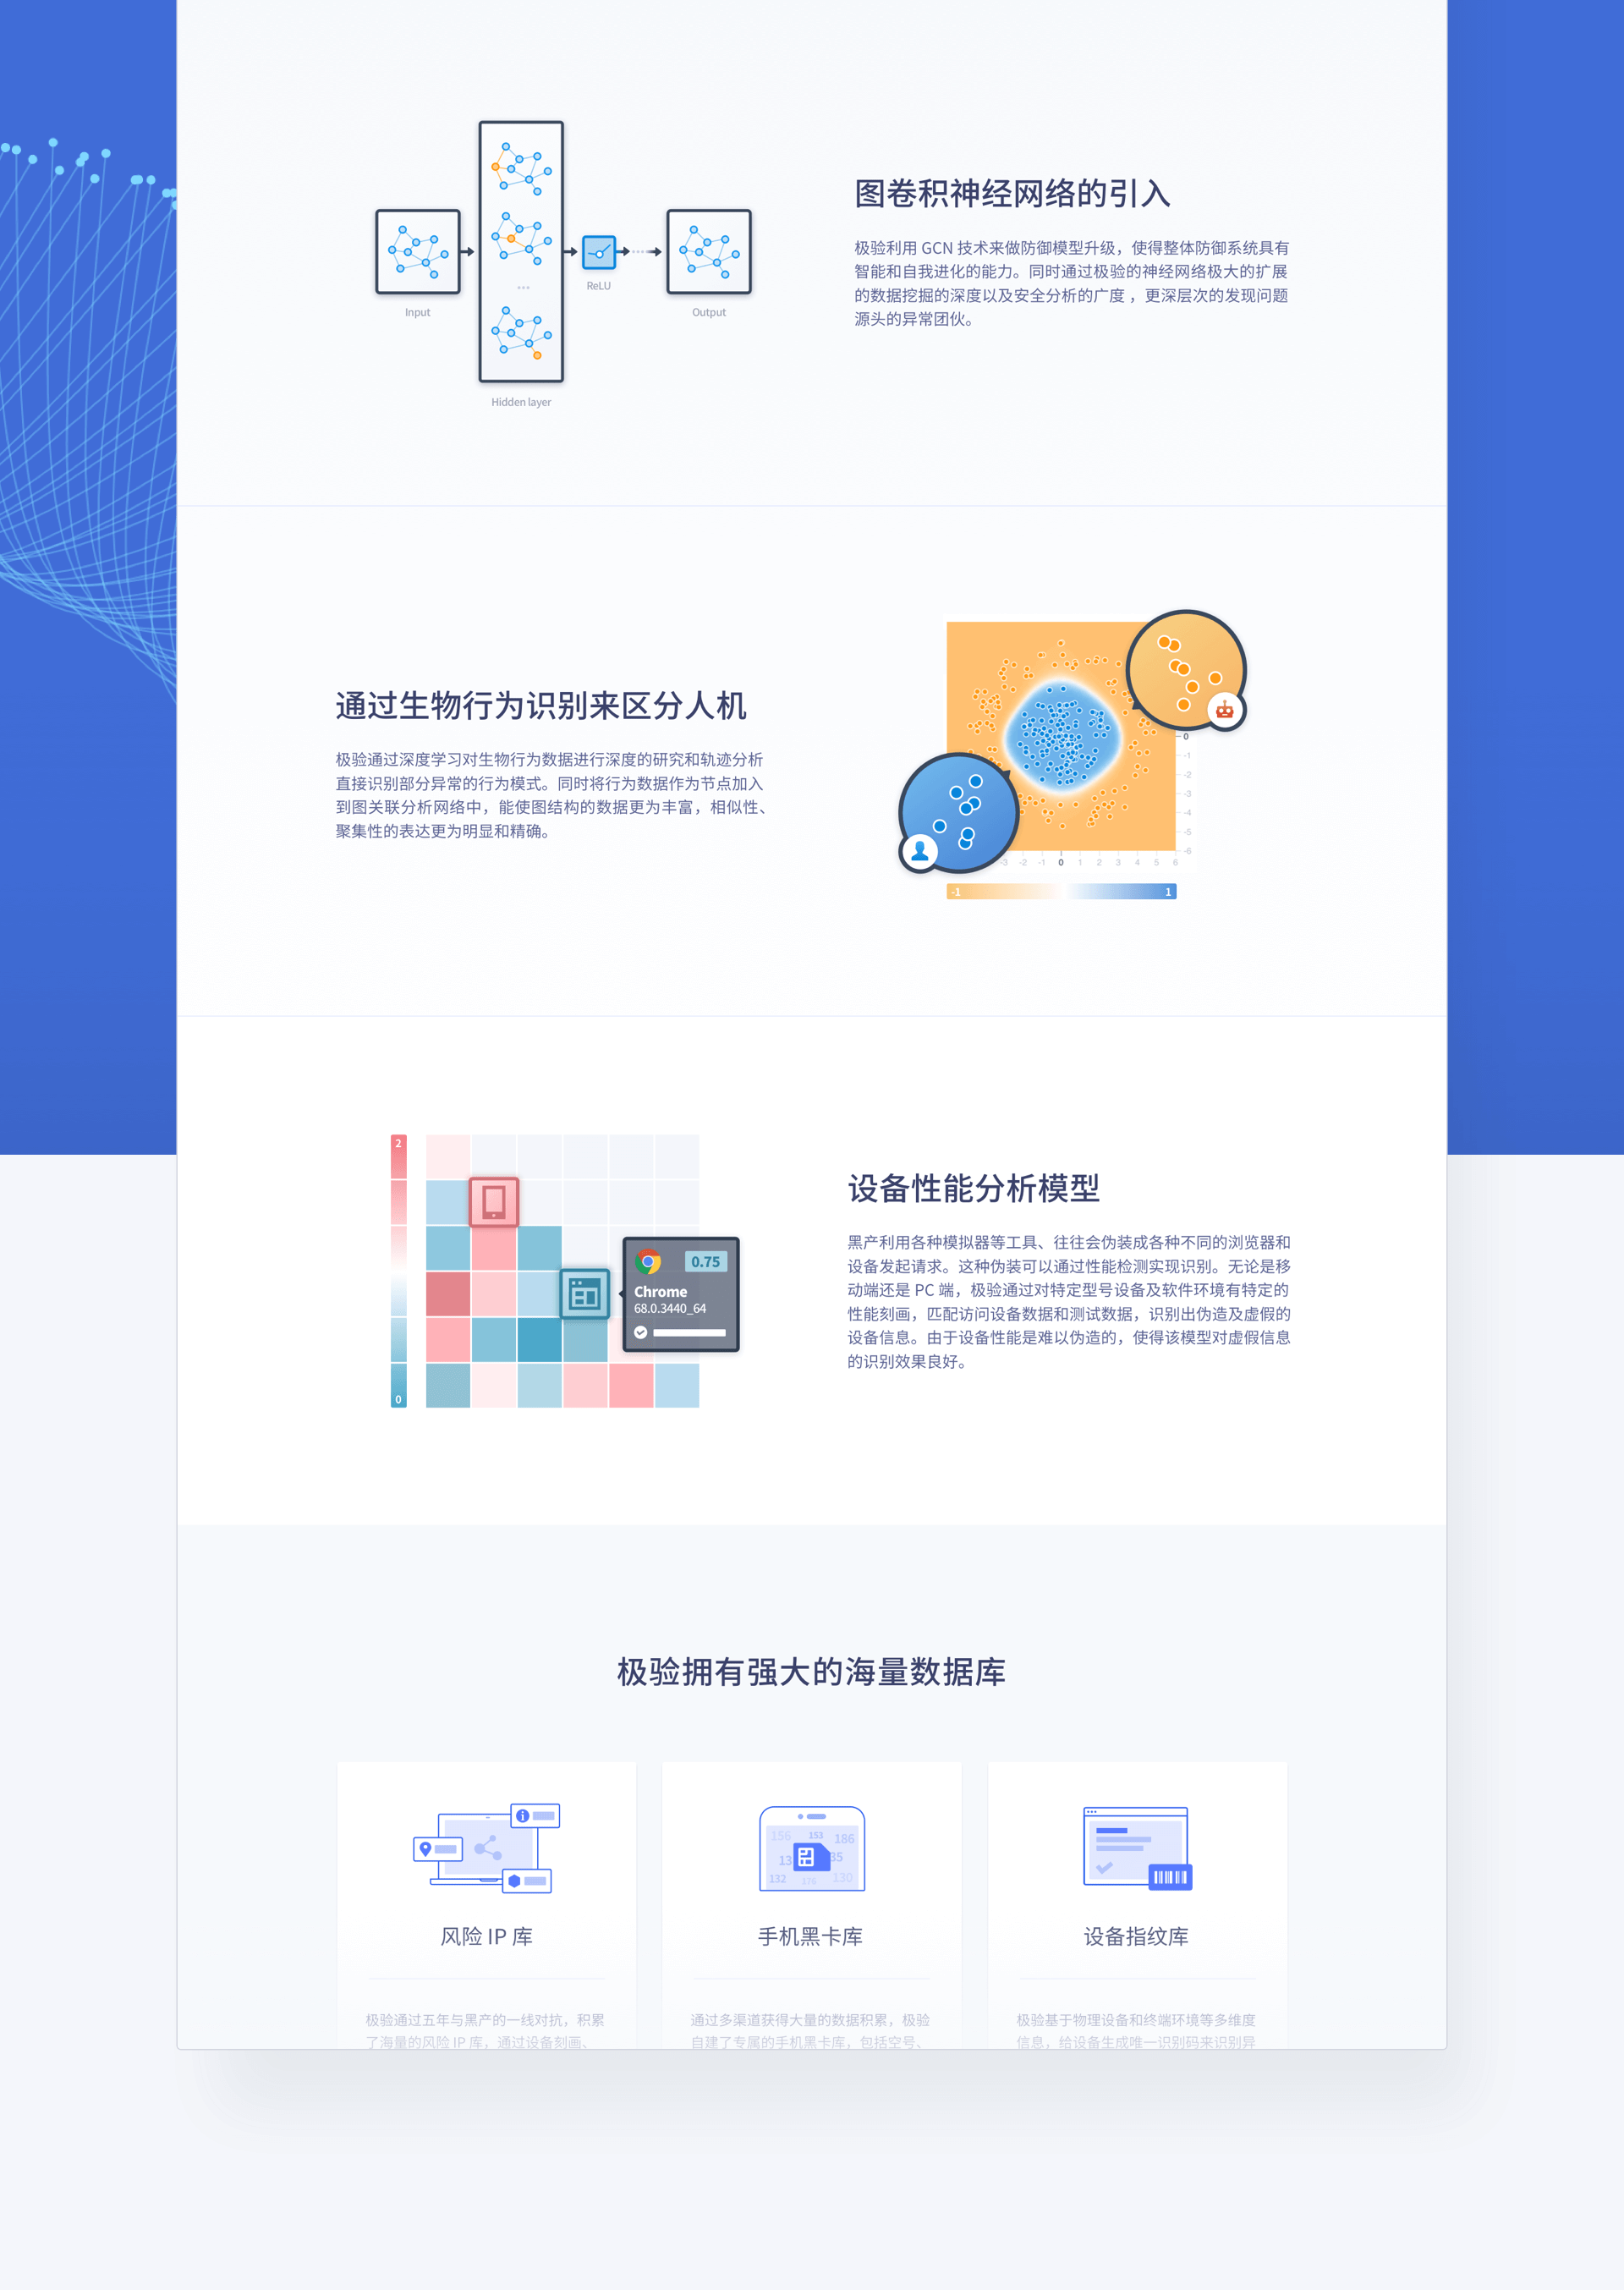 图卷积神经网络的引入
极验利用 GCN 技术来做防御模型升级，使得整体防御系统具有
智能和自我进化的能力。同时通过极验的神经网络极大的扩展
的数据挖掘的深度以及安全分析的广度 ，更深层次的发现问题
源头的异常团伙。
Input
Hidden layer
ReLU
Output
通过生物行为识别来区分人机
极验通过深度学习对生物行为数据进行深度的研究和轨迹分析
直接识别部分异常的行为模式。同时将行为数据作为节点加入
到图关联分析网络中，能使图结构的数据更为丰富，相似性、
聚集性的表达更为明显和精确。
0
-1
-2
-3
-4
-5
-6
-3 -2 -1 0 1 2 3 4 5 6
-1 1
2
0
0.75
Chrome
68.0.3440_64
设备性能分析模型
黑产利用各种模拟器等工具、往往会伪装成各种不同的浏览器和
设备发起请求。这种伪装可以通过性能检测实现识别。无论是移
动端还是 PC 端，极验通过对特定型号设备及软件环境有特定的
性能刻画，匹配访问设备数据和测试数据，识别出伪造及虚假的
设备信息。由于设备性能是难以伪造的，使得该模型对虚假信息
的识别效果良好。
极验拥有强大的海量数据库
156 153 186
13 35
132 176 130
风险 IP 库
极验通过五年与黑产的一线对抗，积累
了海量的风险 IP 库，通过设备刻画、
手机黑卡库
通过多渠道获得大量的数据积累，极验
自建了专属的手机黑卡库，包括空号、
设备指纹库
极验基于物理设备和终端环境等多维度
信息，给设备生成唯一识别码来识别异